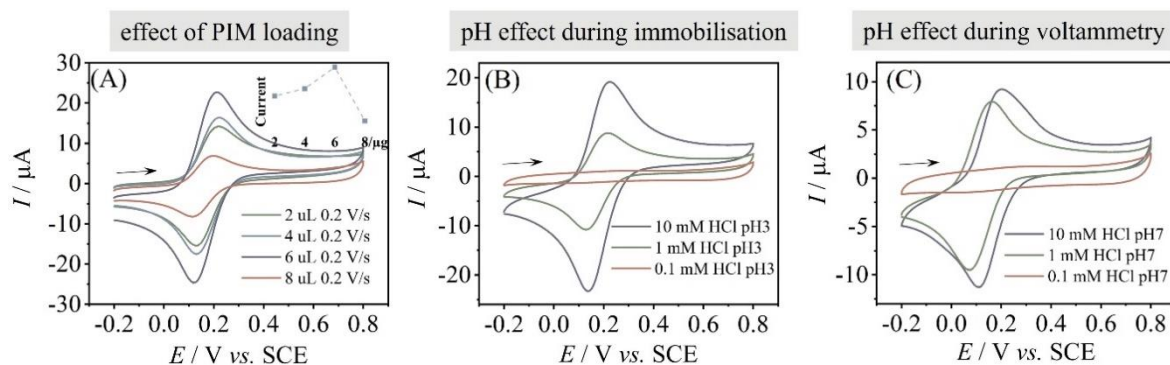 effect of PIM loading
pH effect during immobilisation
pH effect during voltammetry
(A)
I / µA
30
20
10
0
-10
-20
-30
-0.2 0.0 0.2 0.4 0.6 0.8
E / V vs. SCE
Current
2 4 6 8/µg
2 uL 0.2 V/s
4 uL 0.2 V/s
6 uL 0.2 V/s
8 uL 0.2 V/s
(B)
I / µA
20
10
0
-10
-20
-0.2 0.0 0.2 0.4 0.6 0.8
E / V vs. SCE
10 mM HCl pH3
1 mM HCl pH3
0.1 mM HCl pH3
(C)
I / µA
10
5
0
-5
-10
-0.2 0.0 0.2 0.4 0.6 0.8
E / V vs. SCE
10 mM HCl pH7
1 mM HCl pH7
0.1 mM HCl pH7